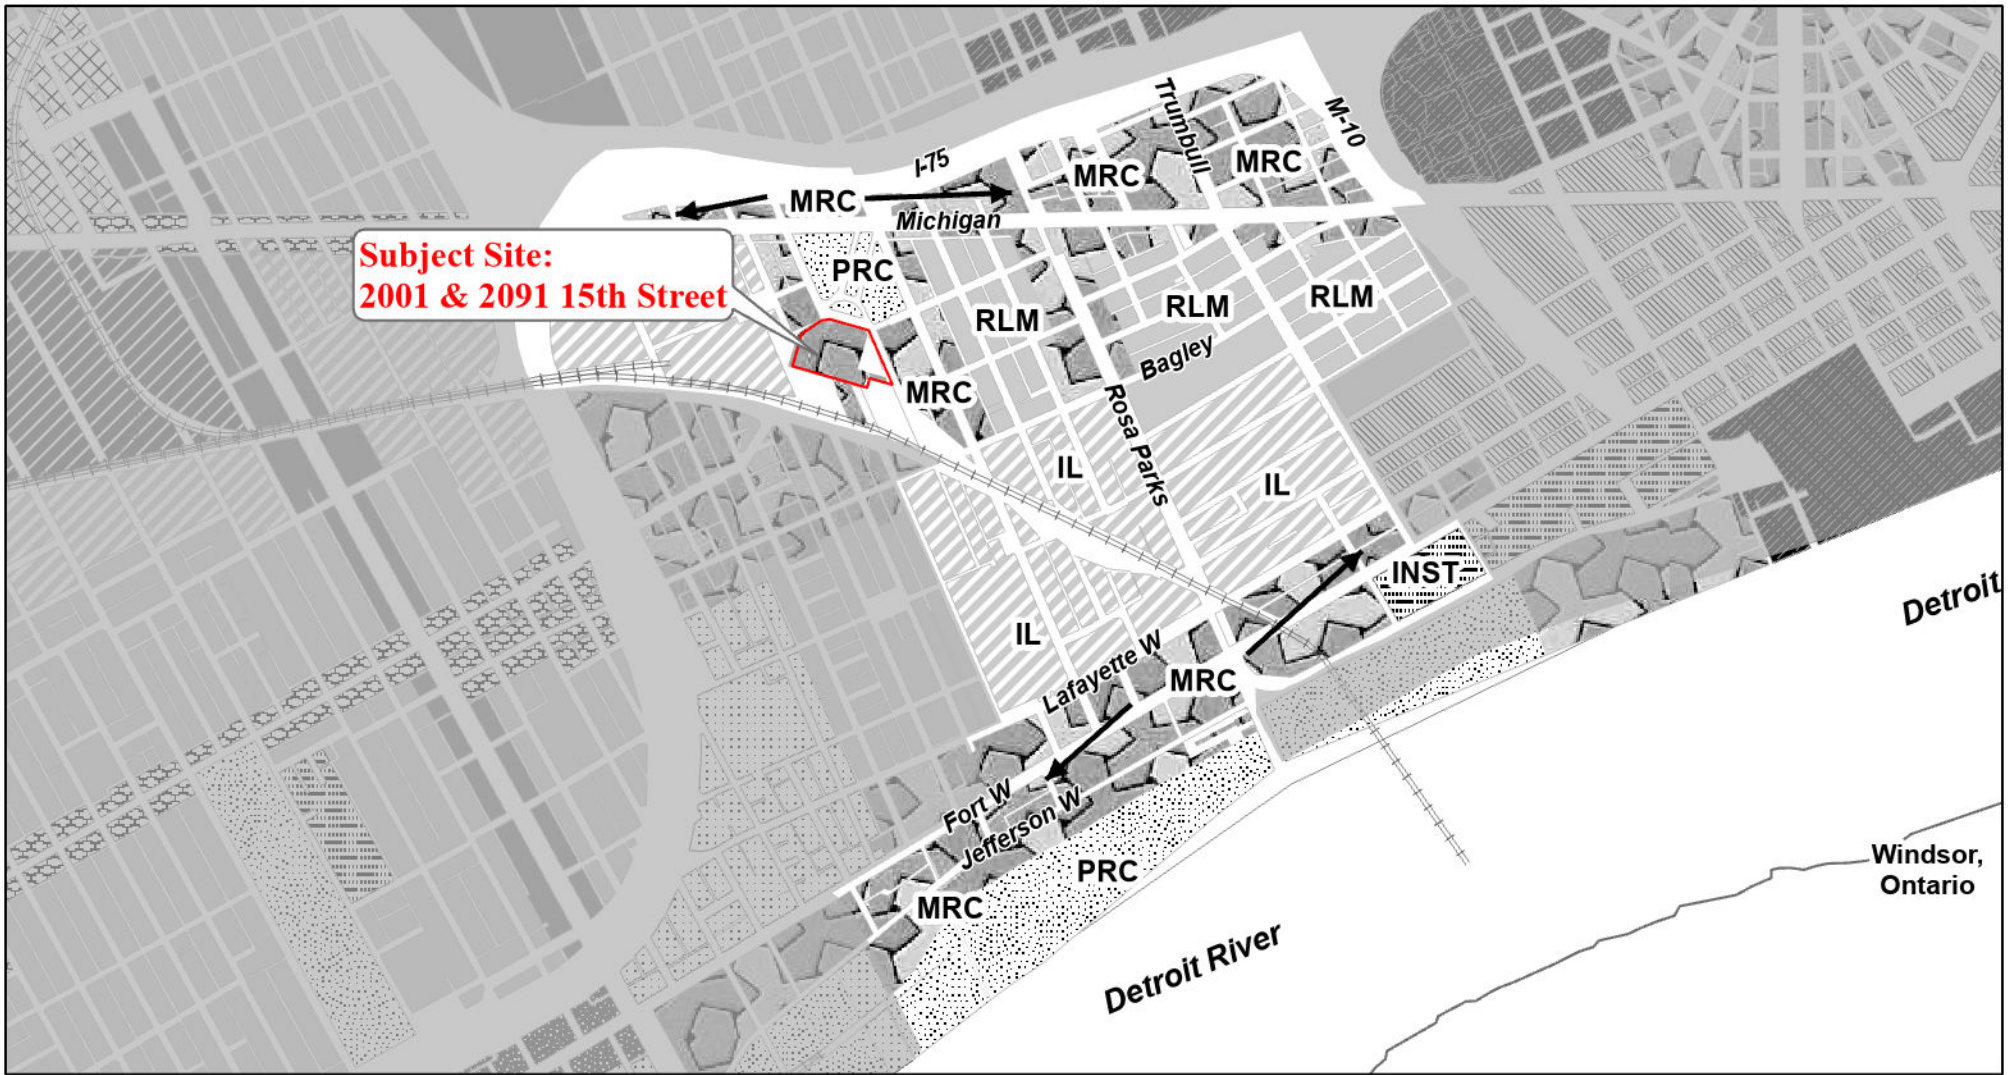 Trumbull
M-10
I-75
MRC
MRC
MRC
Michigan
Subject Site:
2001 & 2091 15th Street
PRC
RLM
RLM
RLM
Bagley
MRC
Rosa Parks
IL
IL
INST
Detroit
IL
Lafayette W
MRC
Fort W
Jefferson W
PRC
Windsor,
Ontario
MRC
Detroit River